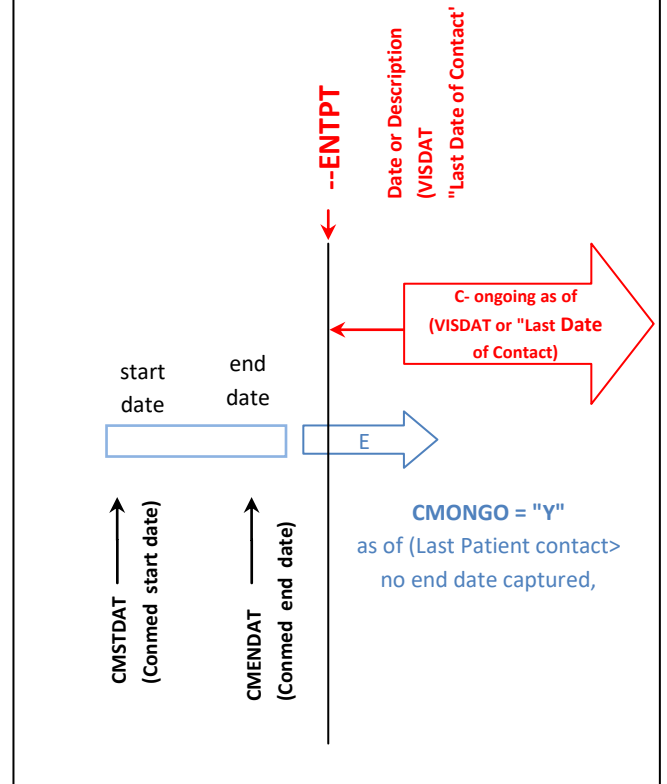 --ENTPT
Date or Description
(VISDAT
"Last Date of Contact'
C- ongoing as of
(VISDAT or "Last Date
of Contact)
start
date
end
date
E
CMSTDAT
(Conmed start date)
CMENDAT
(Conmed end date)
CMONGO = "Y"
as of (Last Patient contact>
no end date captured,